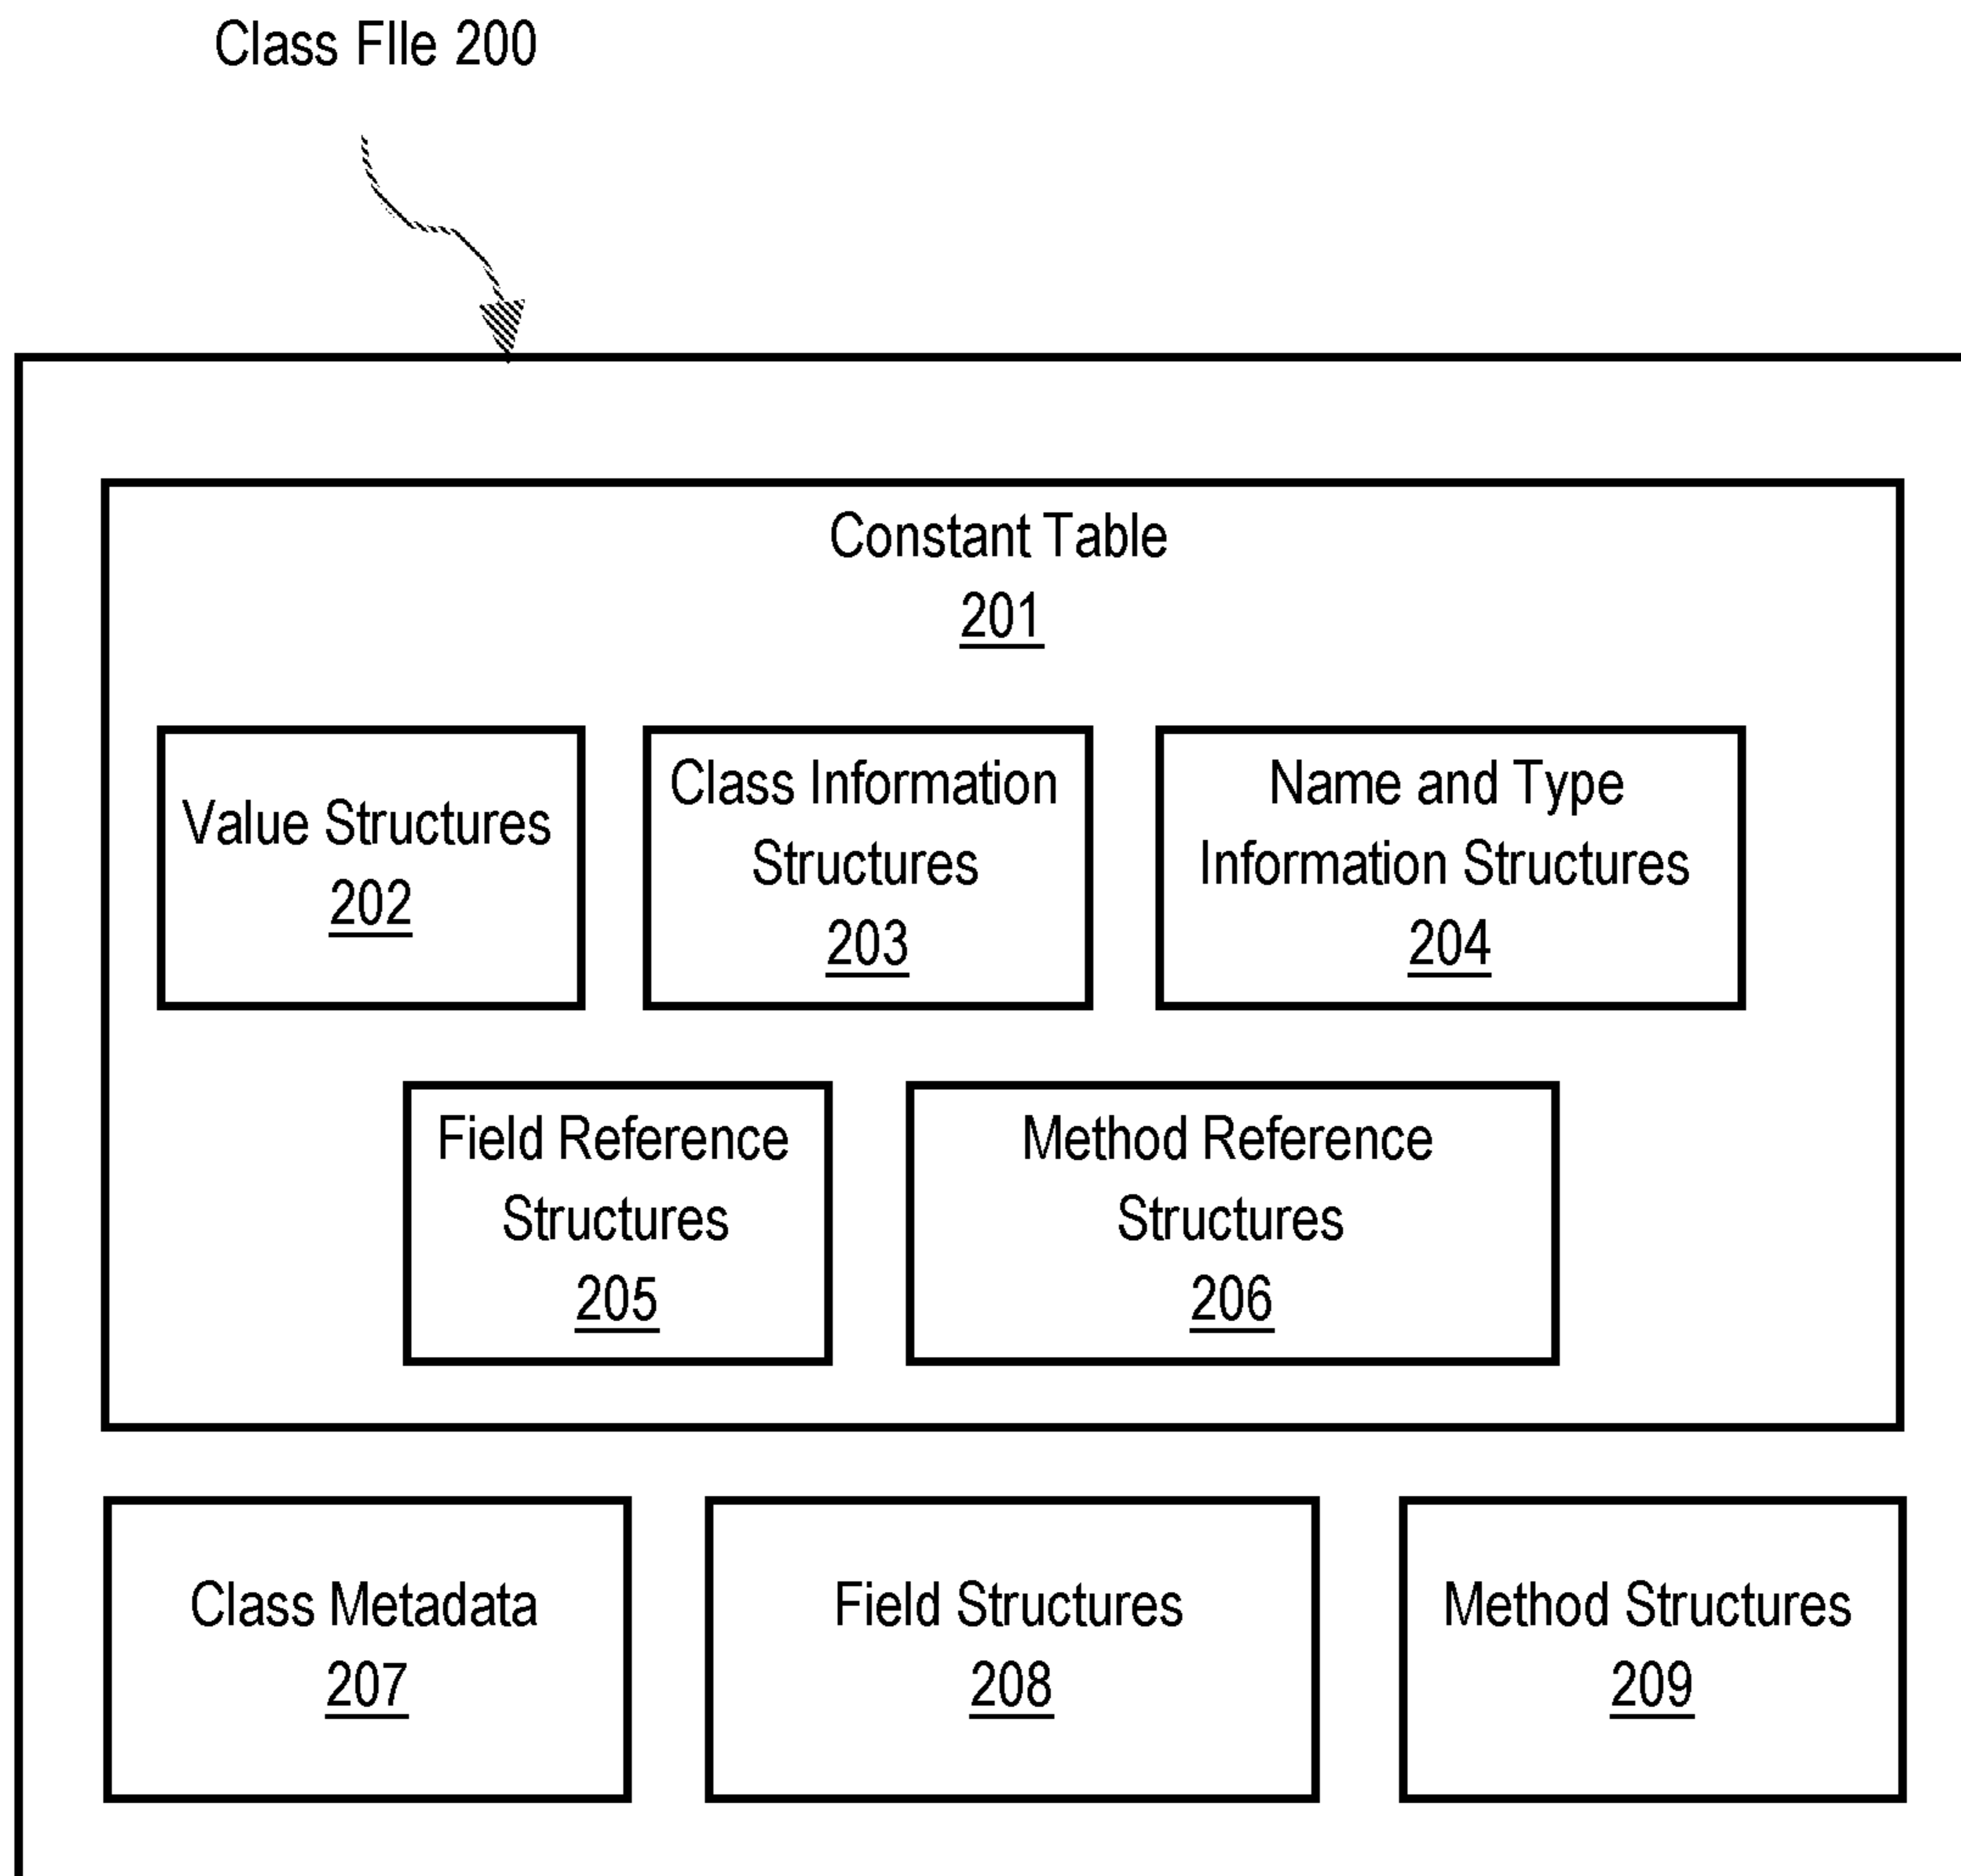 Class FIle 200
Constant Table
201
Value Structures
202
Class Information
Structures
203
Name and Type
Information Structures
204
Field Reference
Structures
205
Method Reference
Structures
206
Class Metadata
207
Field Structures
208
Method Structures
209